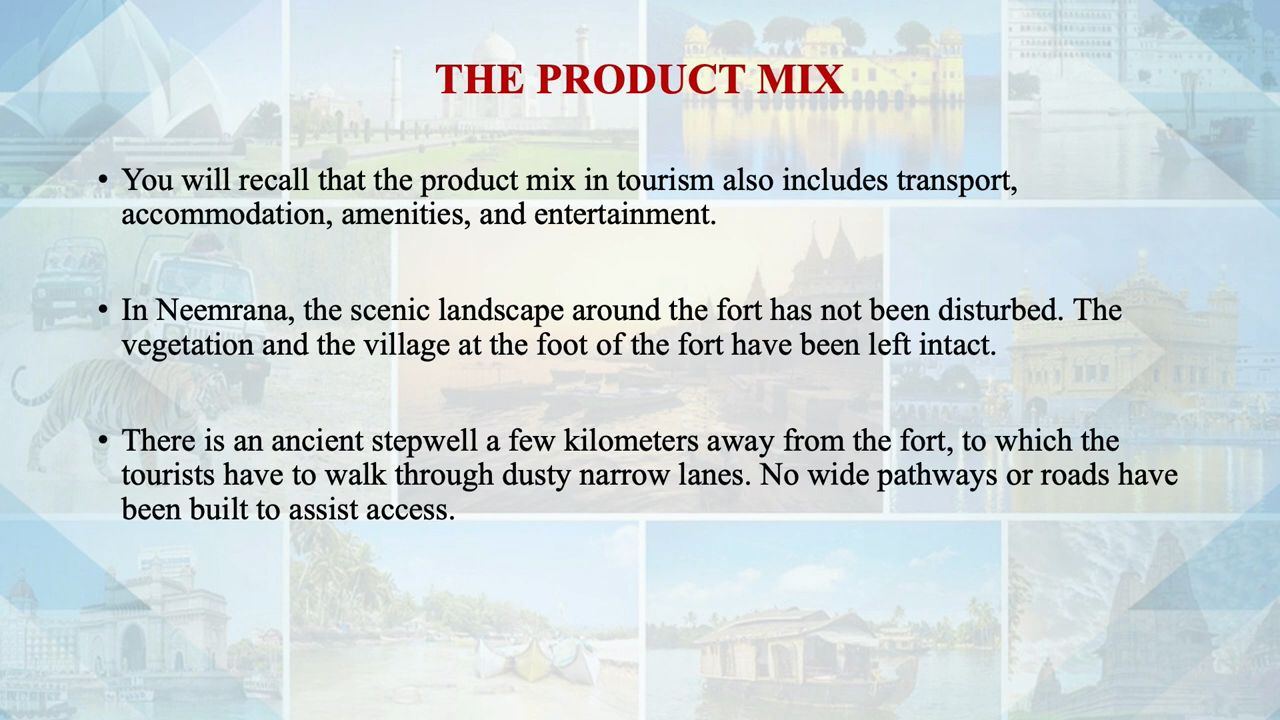 THE PRODUCT MIX
• You will recall that the product mix in tourism also includes transport,
accommodation, amenities, and entertainment.
• In Neemrana, the scenic landscape around the fort has not been disturbed. The
vegetation and the village at the foot of the fort have been left intact.
• There is an ancient stepwell a few kilometers away from the fort, to which the
tourists have to walk through dusty narrow lanes. No wide pathways or roads have
been built to assist access.